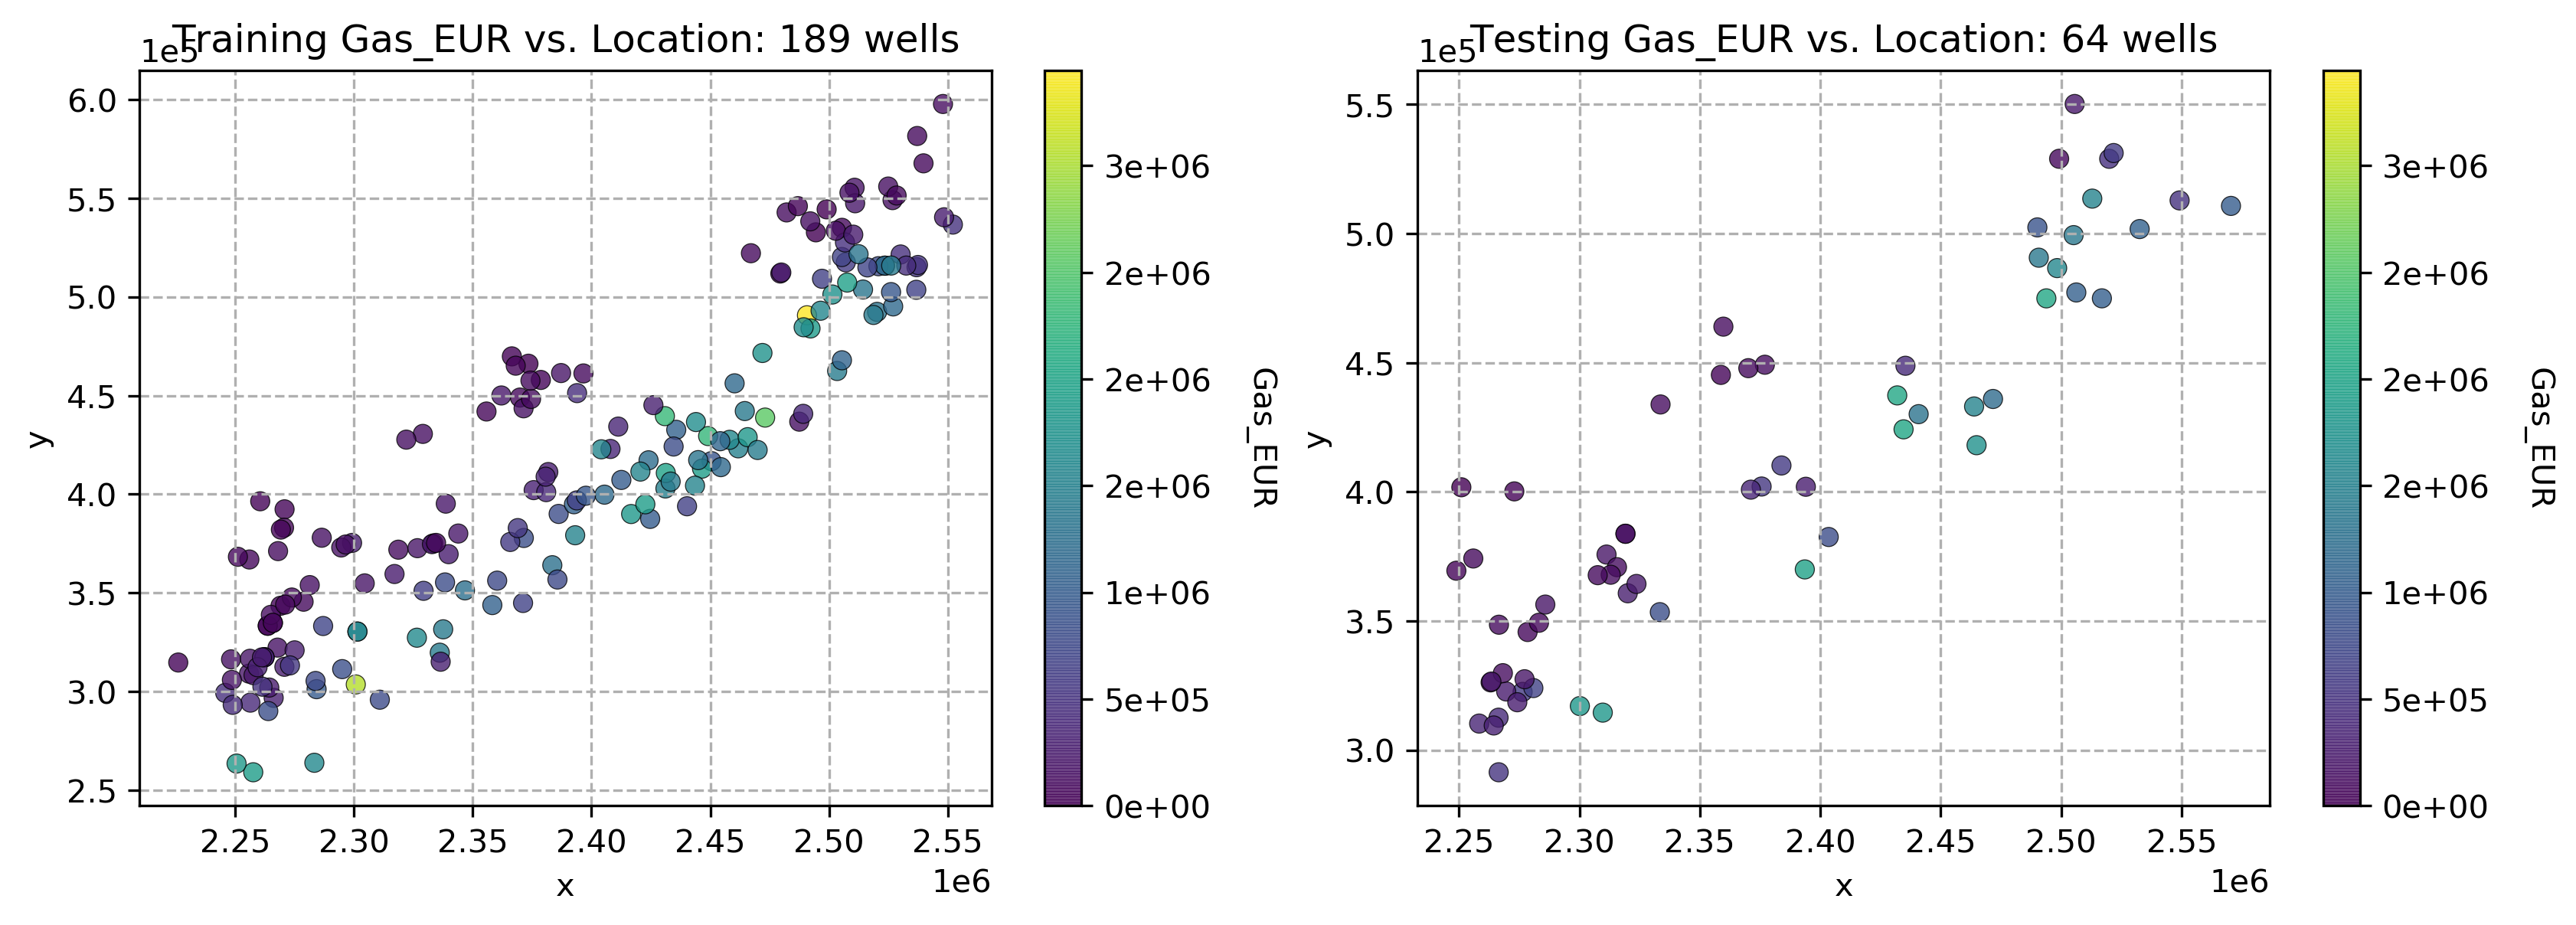 Training Gas_EUR vs. Location: 189 wells
1e5
6.0
5.5
5.0
4.5
4.0
3.5
3.0
2.5
y
2.25 2.30 2.35 2.40 2.45 2.50 2.55
1e6
x
3e+06
2e+06
2e+06
2e+06
1e+06
5e+05
0e+00
Gas_EUR
Testing Gas_EUR vs. Location: 64 wells
1e5
5.5
5.0
4.5
4.0
3.5
3.0
y
2.25 2.30 2.35 2.40 2.45 2.50 2.55
1e6
x
3e+06
2e+06
2e+06
2e+06
1e+06
5e+05
0e+00
Gas_EUR